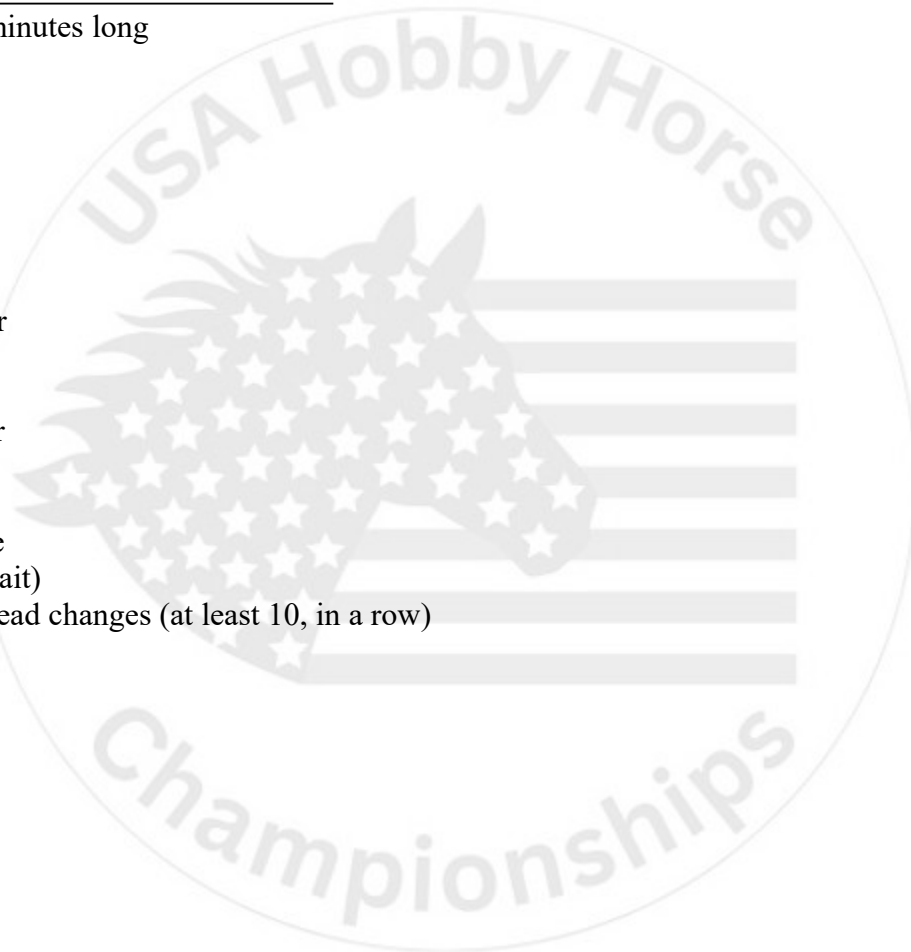 minutes long
USA Hobby Horse
r
r
e
ait)
ead changes (at least 10, in a row)
Championships